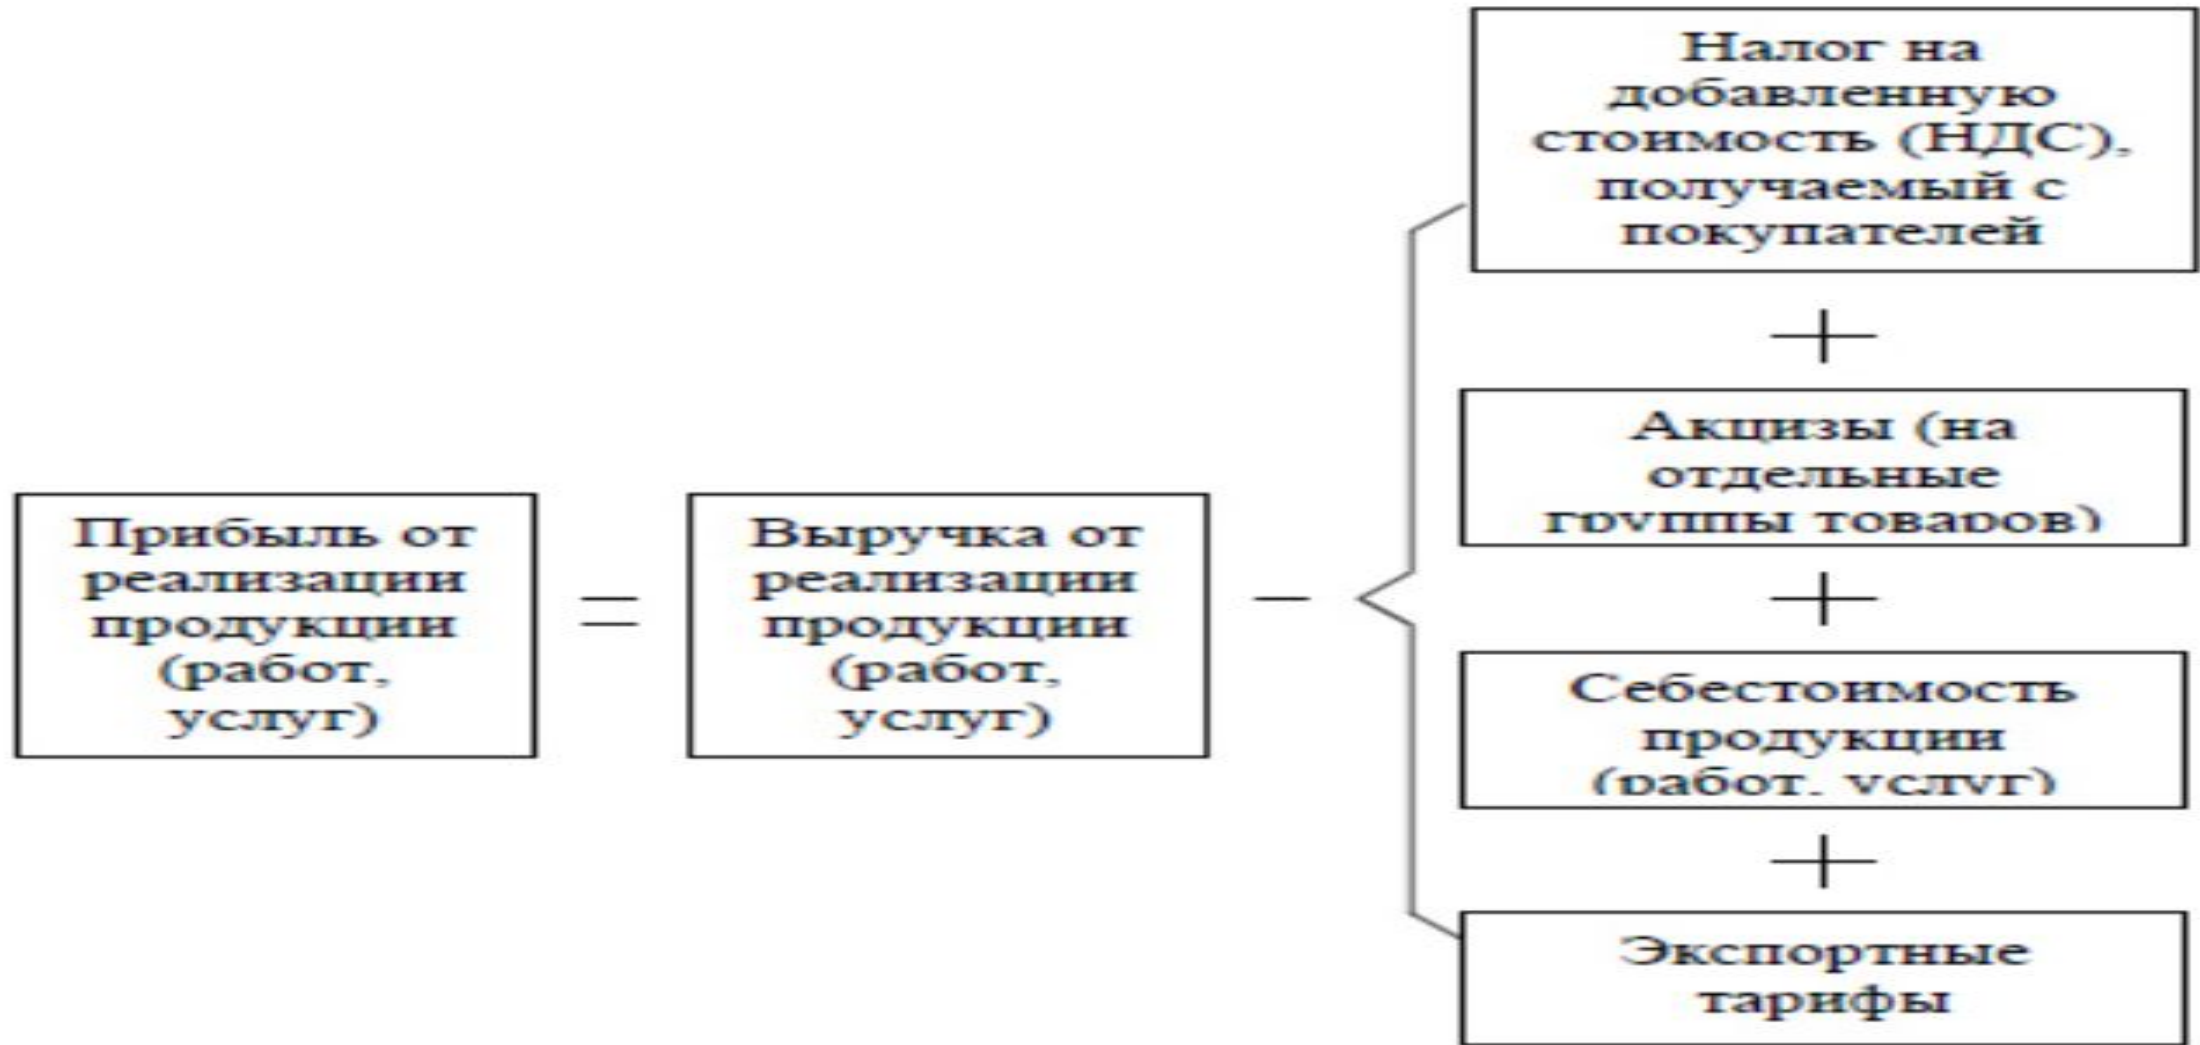 Прибыль от
реализации
продукции
(работ,
услуг)
=
Выручка от
реализации
продукции
(работ,
услуг)
–
Налог на
добавленную
стоимость (НДС),
получаемый с
покупателей
+
Акцизы (на
отдельные
группы товаров)
+
Себестоимость
продукции
(работ, услуг)
+
Экспортные
тарифы